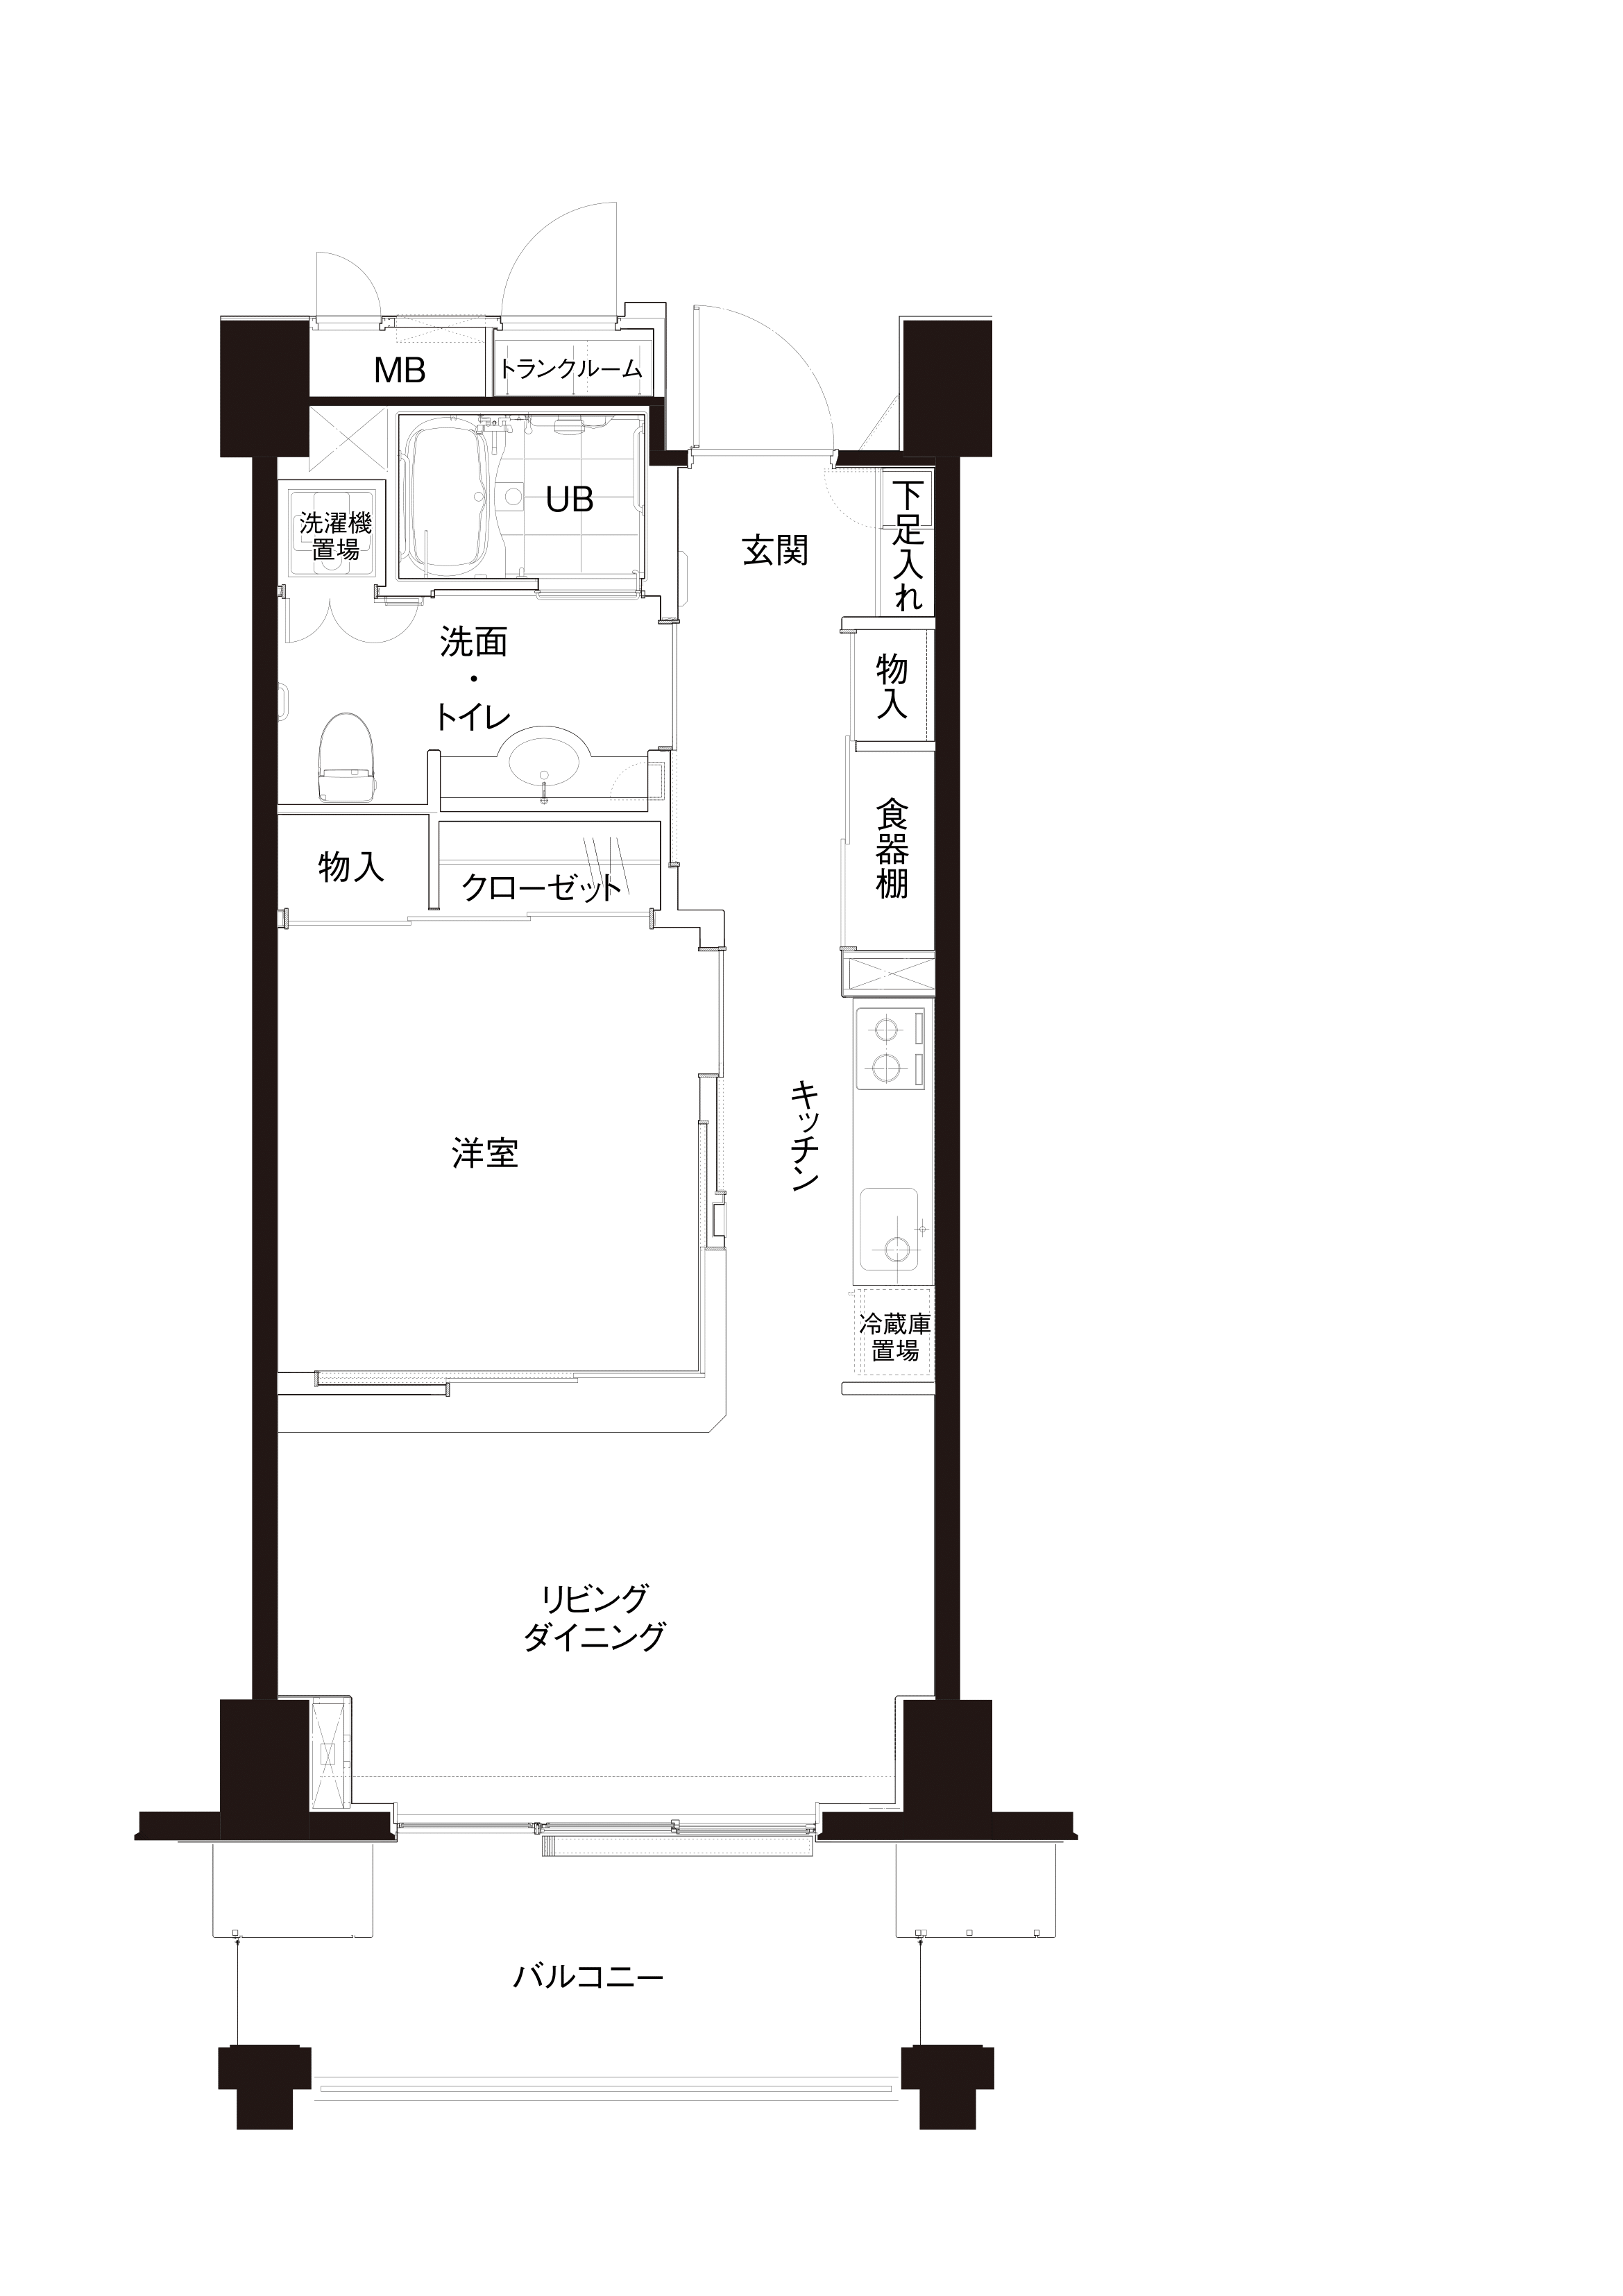 MB
トランクルーム
UB
洗濯機
置場
玄関
下足入れ
洗面
・
トイレ
物入
食器棚
物入
クローゼット
キッチン
洋室
冷蔵庫
置場
リビング
ダイニング
バルコニー